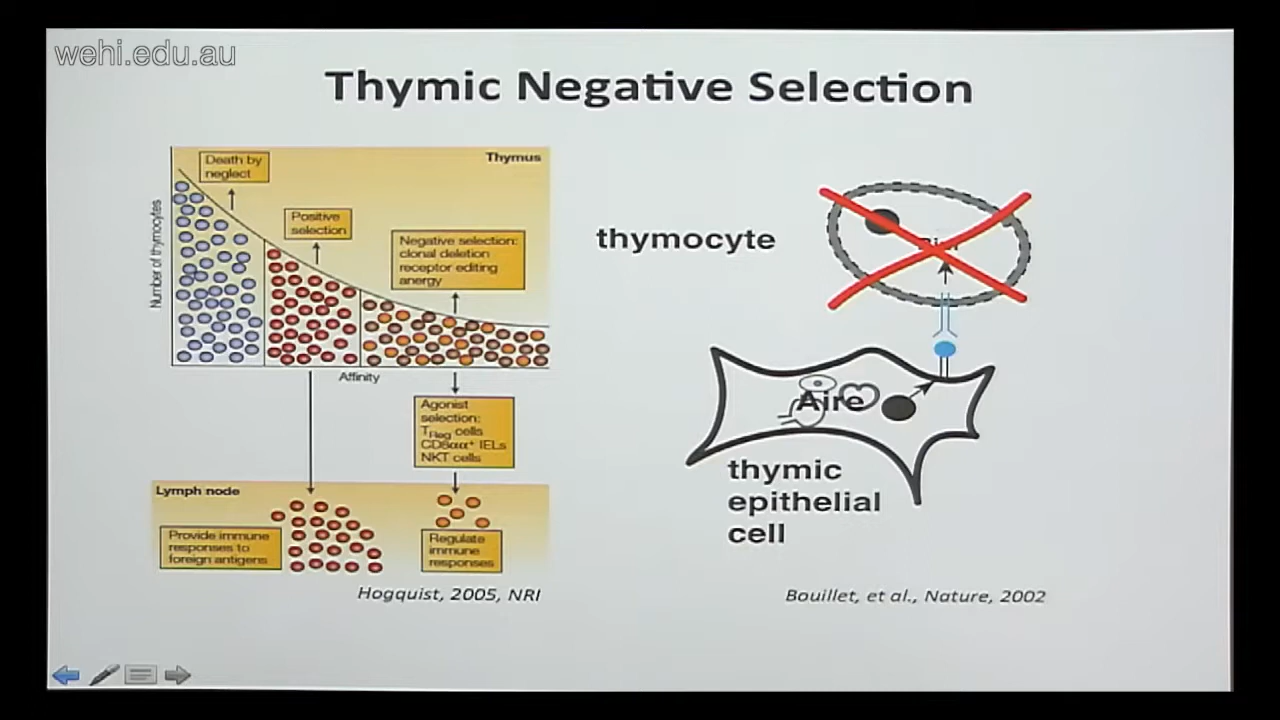 wehi.edu.au
Thymic Negative Selection
Thymus
Death by
neglect
Positive
selection
Negative selection:
clonal deletion
receptor editing
anergy
Number of thymocytes
Affinity
Agonist
selection:
TReg cells
CD8αα⁺ IELs
NKT cells
Lymph node
Provide immune
responses to
foreign antigens
Regulate
immune
responses
Hogquist, 2005, NRI
thymocyte
Aire
thymic
epithelial
cell
Bouillet, et al., Nature, 2002